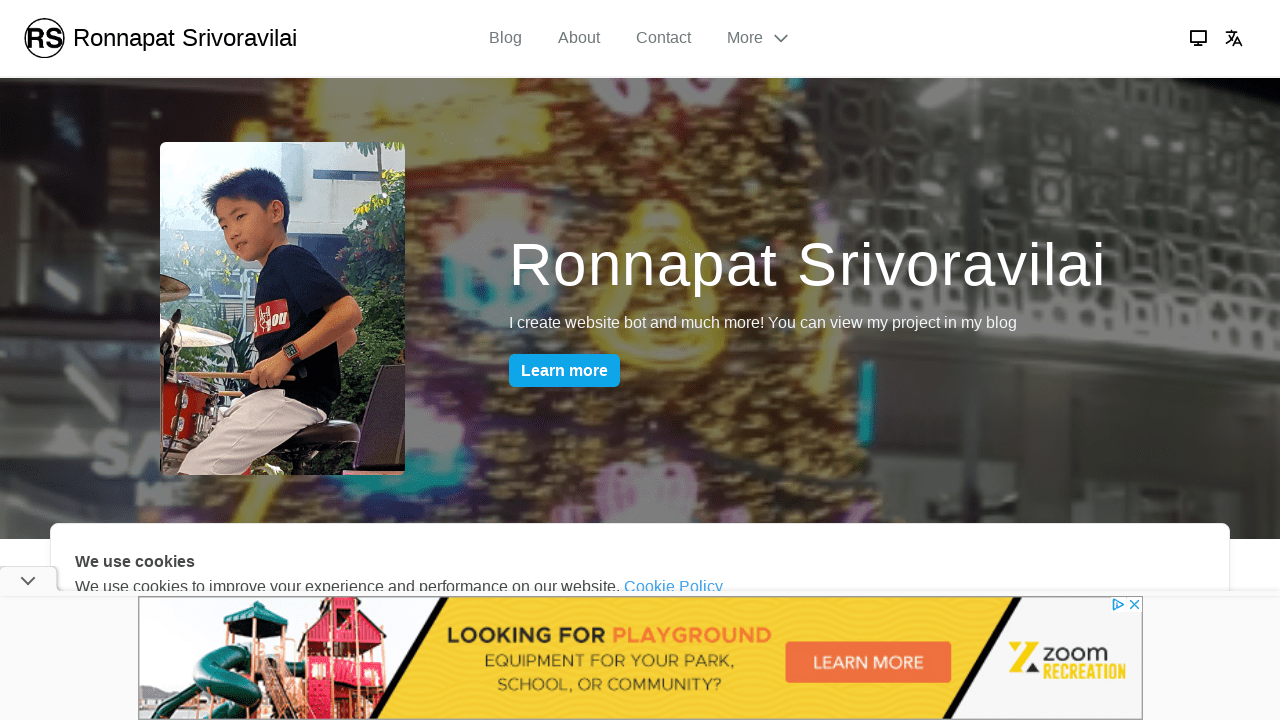 RS Ronnapat Srivoravilai
Blog
About
Contact
More
Ronnapat Srivoravilai
I create website bot and much more! You can view my project in my blog
Learn more
OU
We use cookies
We use cookies to improve your experience and performance on our website. Cookie Policy
LOOKING FOR PLAYGROUND
EQUIPMENT FOR YOUR PARK,
SCHOOL, OR COMMUNITY?
LEARN MORE
zoom
RECREATION